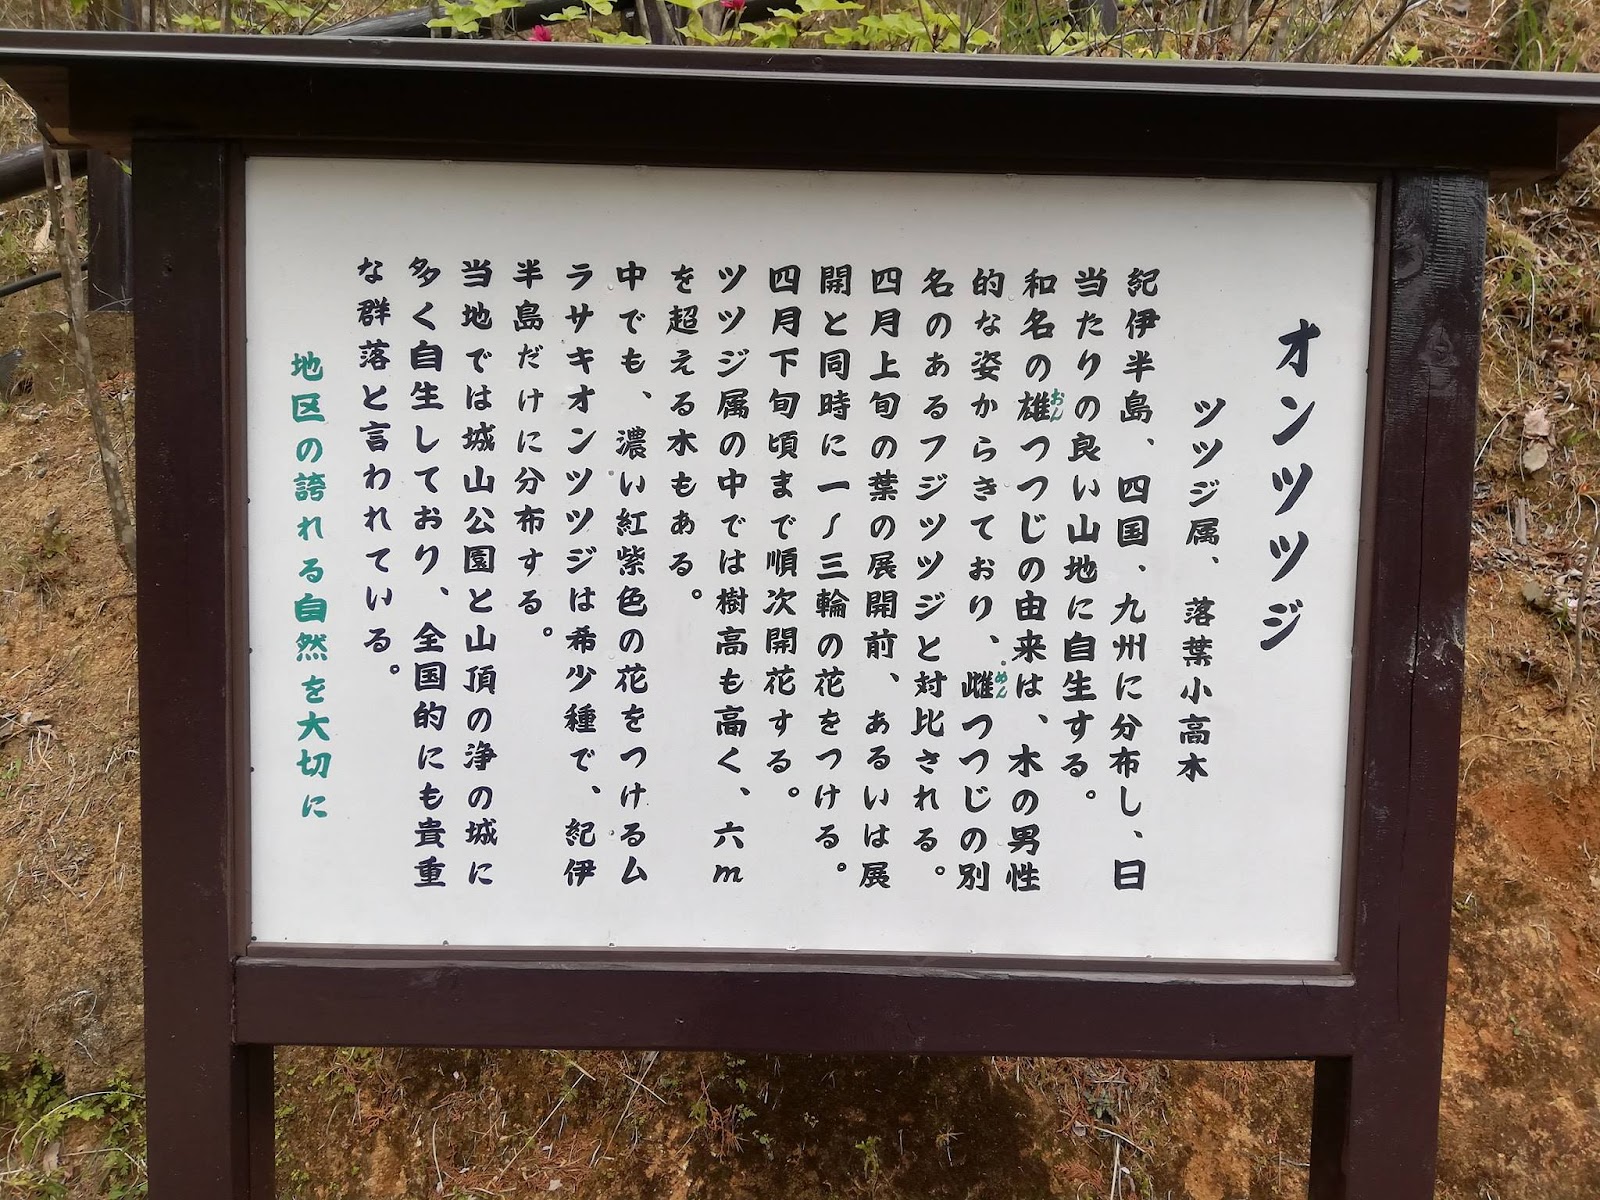 オンツツジ
ツツジ属、落葉小高木
紀伊半島、四国、九州に分布し、日
当たりの良い山地に自生する。
和名の雄つつじの由来は、木の男性
おん
的な姿からきており、雌つつじの別
めん
名のあるフジツツジと対比される。
四月上旬の葉の展開前、あるいは展
開と同時に一〜三輪の花をつける。
四月下旬頃まで順次開花する。
ツツジ属の中では樹高も高く、六m
を超える木もある。
中でも、濃い紅紫色の花をつけるム
ラサキオンツツジは希少種で、紀伊
半島だけに分布する。
当地では城山公園と山頂の浄の城に
多く自生しており、全国的にも貴重
な群落と言われている。
地区の誇れる自然を大切に